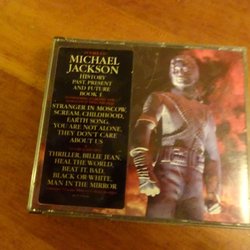 MICHAEL
JACKSON
HISTORY
PAST, PRESENT
AND FUTURE
BOOK I
STRANGER IN MOSCOW,
SCREAM, CHILDHOOD,
EARTH SONG,
YOU ARE NOT ALONE,
THEY DON'T CARE
ABOUT US
THRILLER, BILLIE JEAN,
HEAL THE WORLD,
BEAT IT, BAD,
BLACK OR WHITE,
MAN IN THE MIRROR